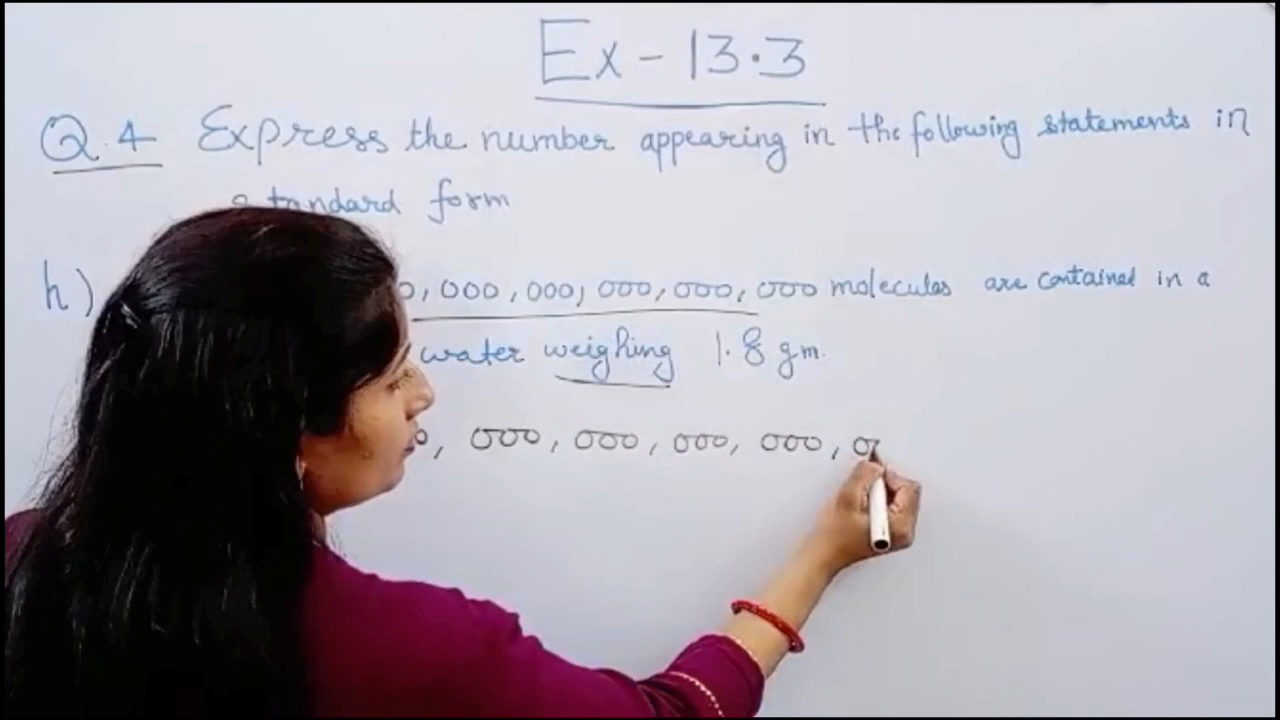 Ex - 13.3
Q.4 Express the number appearing in the following statements in
standard form
h) 0, 000, 000, 000, 000, 000 molecules are contained in a
water weighing 1.8 gm.
0, 000, 000, 000, 000, 0